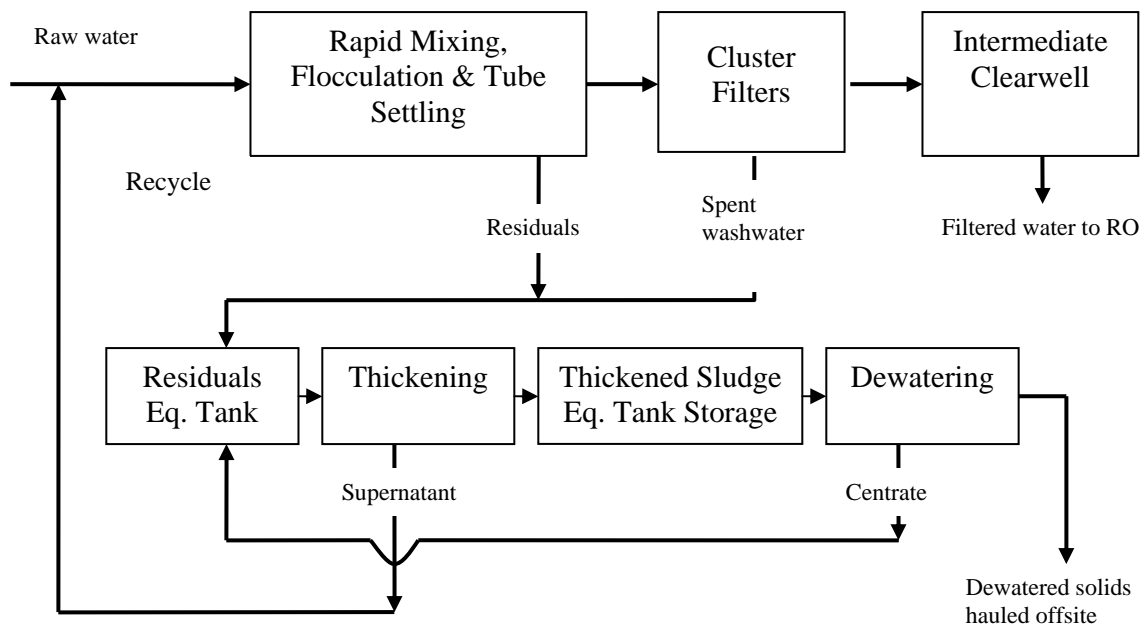 Raw water
Rapid Mixing,
Flocculation & Tube
Settling
Cluster
Filters
Intermediate
Clearwell
Recycle
Residuals
Spent
washwater
Filtered water to RO
Residuals
Eq. Tank
Thickening
Thickened Sludge
Eq. Tank Storage
Dewatering
Supernatant
Centrate
Dewatered solids
hauled offsite